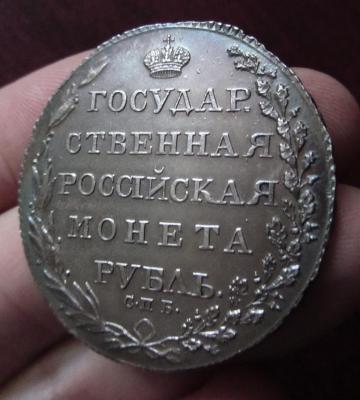 ГОСУДАР.
СТВЕННАЯ
РОССІЙСКАЯ
МОНЕТА
РУБЛЬ.
С.П.Б.